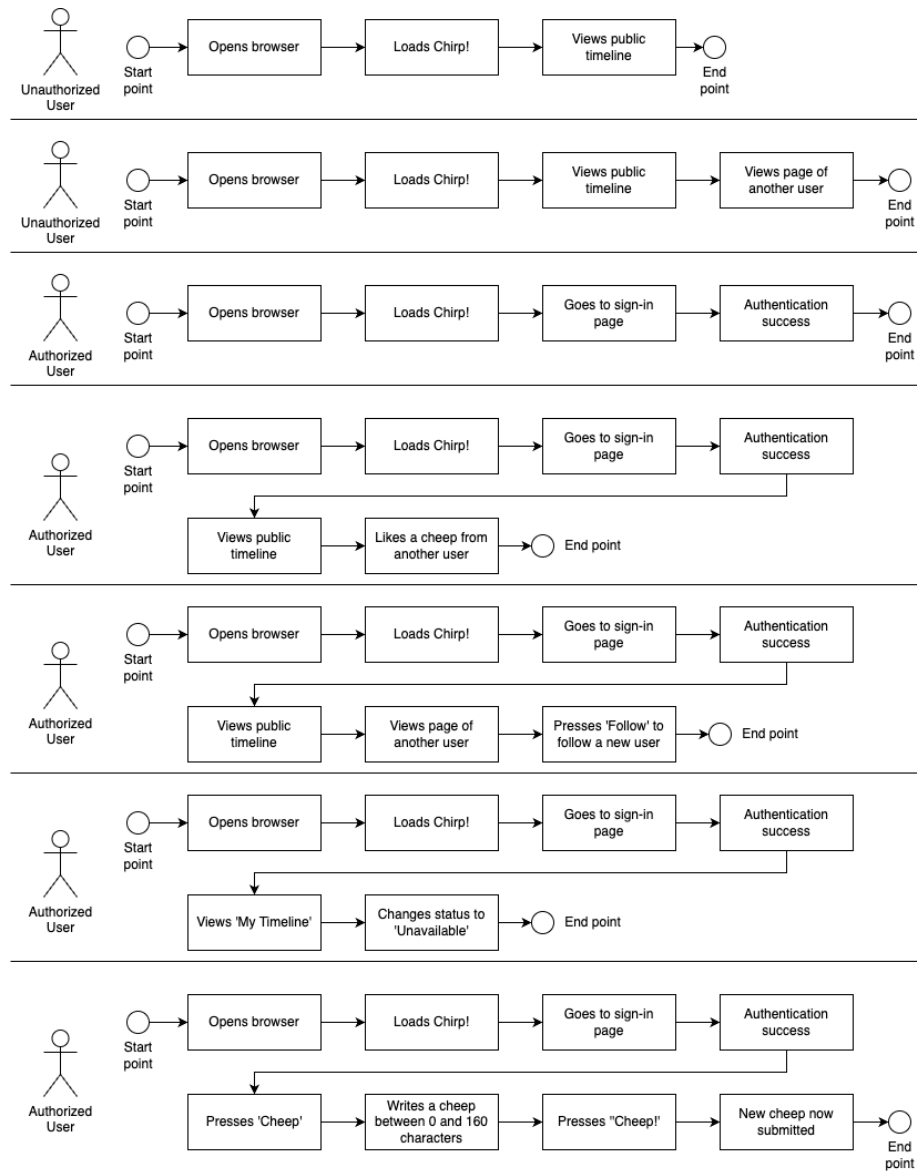 Opens browser
Loads Chirp!
Views public
timeline
Start
point
End
point
Unauthorized
User
Opens browser
Loads Chirp!
Views public
timeline
Views page of
another user
Start
point
End
point
Unauthorized
User
Opens browser
Loads Chirp!
Goes to sign-in
page
Authentication
success
Start
point
End
point
Authorized
User
Opens browser
Loads Chirp!
Goes to sign-in
page
Authentication
success
Start
point
Authorized
User
Views public
timeline
Likes a cheep from
another user
End point
Opens browser
Loads Chirp!
Goes to sign-in
page
Authentication
success
Start
point
Authorized
User
Views public
timeline
Views page of
another user
Presses 'Follow' to
follow a new user
End point
Opens browser
Loads Chirp!
Goes to sign-in
page
Authentication
success
Start
point
Authorized
User
Views 'My Timeline'
Changes status to
'Unavailable'
End point
Opens browser
Loads Chirp!
Goes to sign-in
page
Authentication
success
Start
point
Authorized
User
Presses 'Cheep'
Writes a cheep
between 0 and 160
characters
Presses "Cheep!'
New cheep now
submitted
End
point